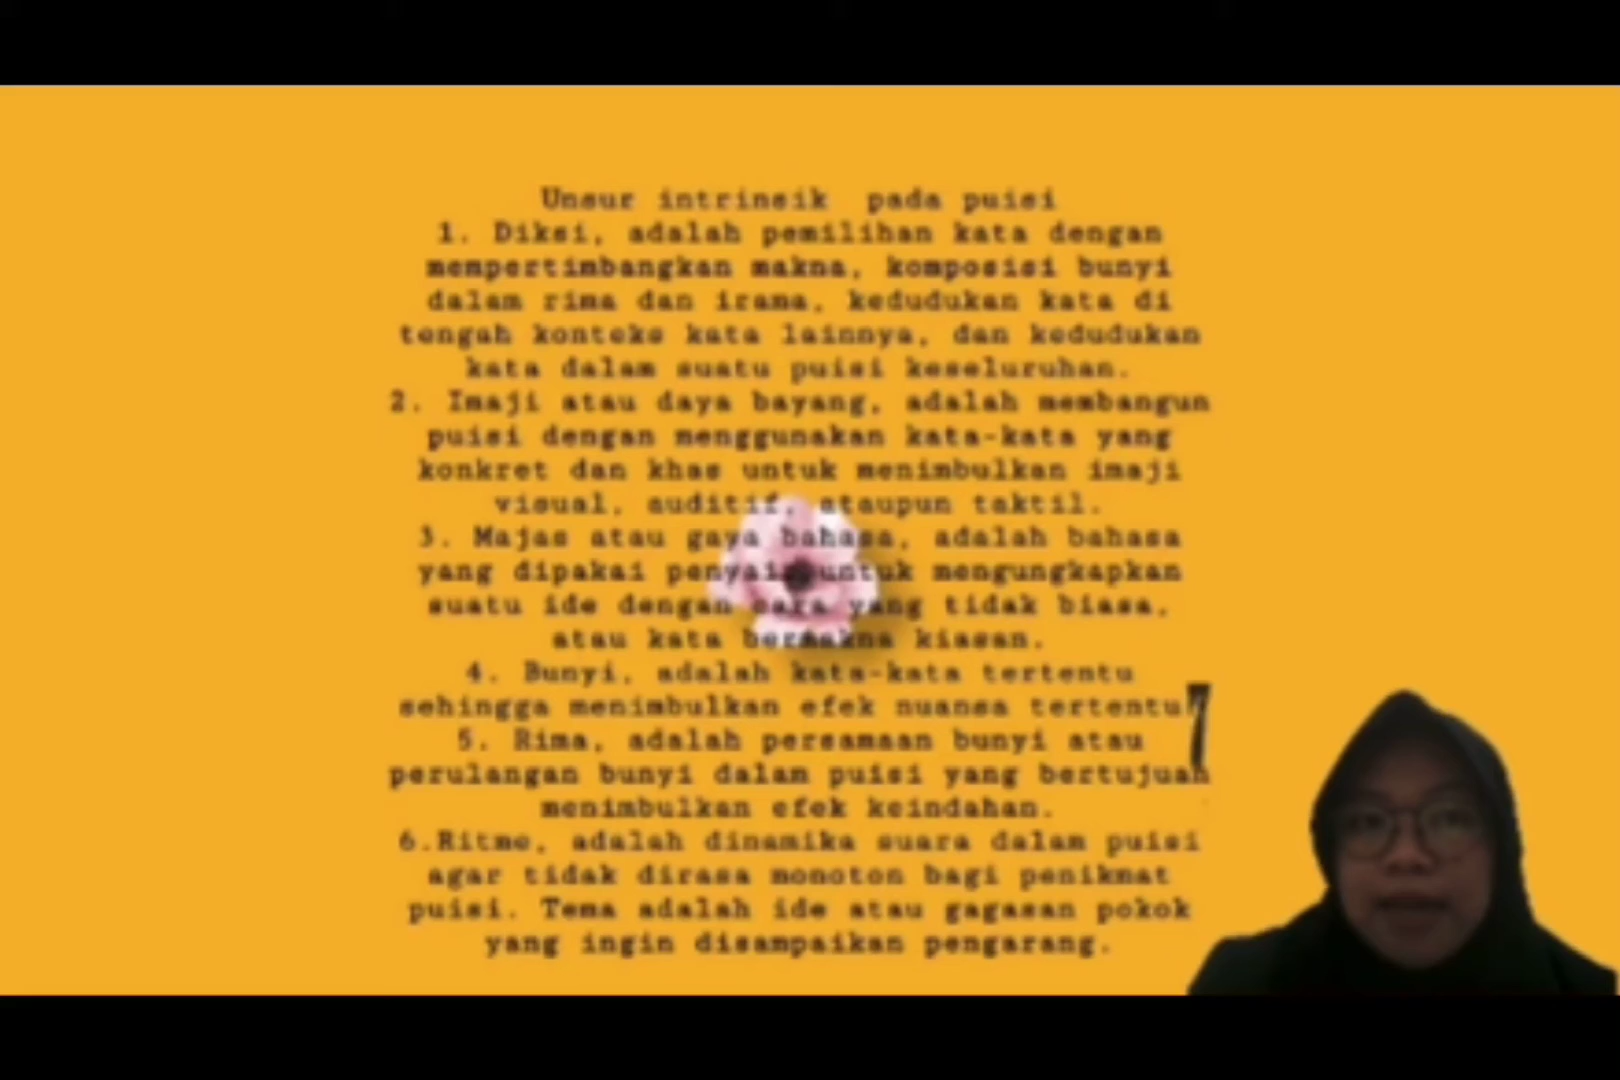 Unsur intrinsik pada puisi
1. Diksi, adalah pemilihan kata dengan
mempertimbangkan makna, komposisi bunyi
dalam rima dan irama, kedudukan kata di
tengah konteks kata lainnya, dan kedudukan
kata dalam suatu puisi keseluruhan.
2. Imaji atau daya bayang, adalah membangun
puisi dengan menggunakan kata-kata yang
konkret dan khas untuk menimbulkan imaji
visual, auditif, ataupun taktil.
3. Majas atau gaya bahasa, adalah bahasa
yang dipakai penyair untuk mengungkapkan
suatu ide dengan cara yang tidak biasa,
atau kata bermakna kiasan.
4. Bunyi, adalah kata-kata tertentu
sehingga menimbulkan efek nuansa tertentu.
5. Rima, adalah persamaan bunyi atau
perulangan bunyi dalam puisi yang bertujuan
menimbulkan efek keindahan.
6.Ritme, adalah dinamika suara dalam puisi
agar tidak dirasa monoton bagi penikmat
puisi. Tema adalah ide atau gagasan pokok
yang ingin disampaikan pengarang.
7